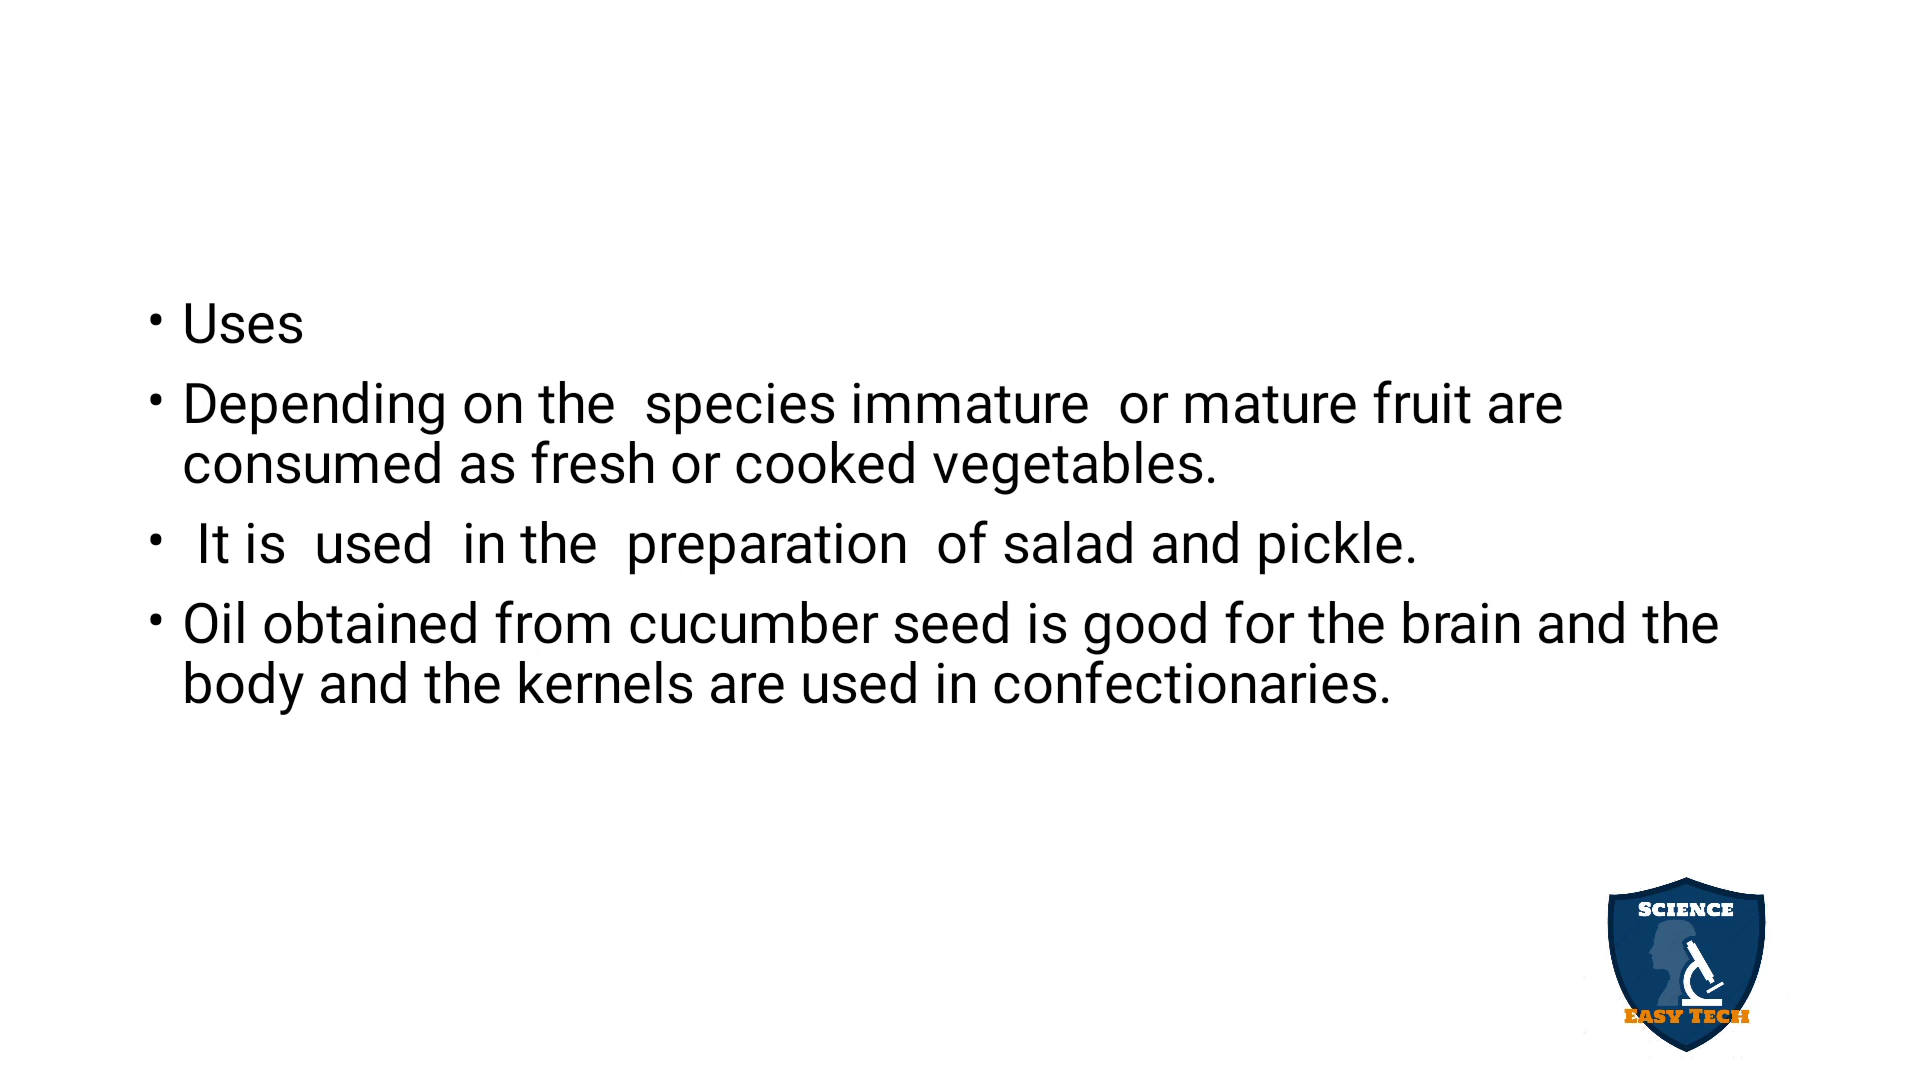 • Uses
• Depending on the  species immature  or mature fruit are
consumed as fresh or cooked vegetables.
•  It is  used  in the  preparation  of salad and pickle.
• Oil obtained from cucumber seed is good for the brain and the
body and the kernels are used in confectionaries.
SCIENCE
EASY TECH